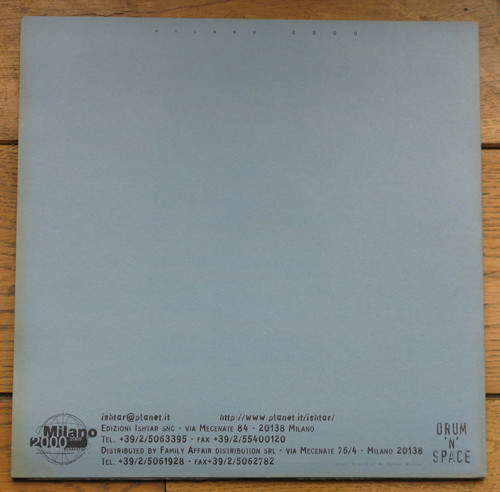 Milano 2000
ishtar@planet.it http://www.planet.it/ishtar/
Edizioni Ishtar snc - via Mecenate 84 - 20138 Milano
Tel. +39/2/5063395 - fax +39/2/55400120
Distributed by Family Affair distribution srl - via Mecenate 76/4 - Milano 20138
Tel. +39/2/5061928 - fax+39/2/5062782
Milano
2000
DRUM
'N'
SPACE